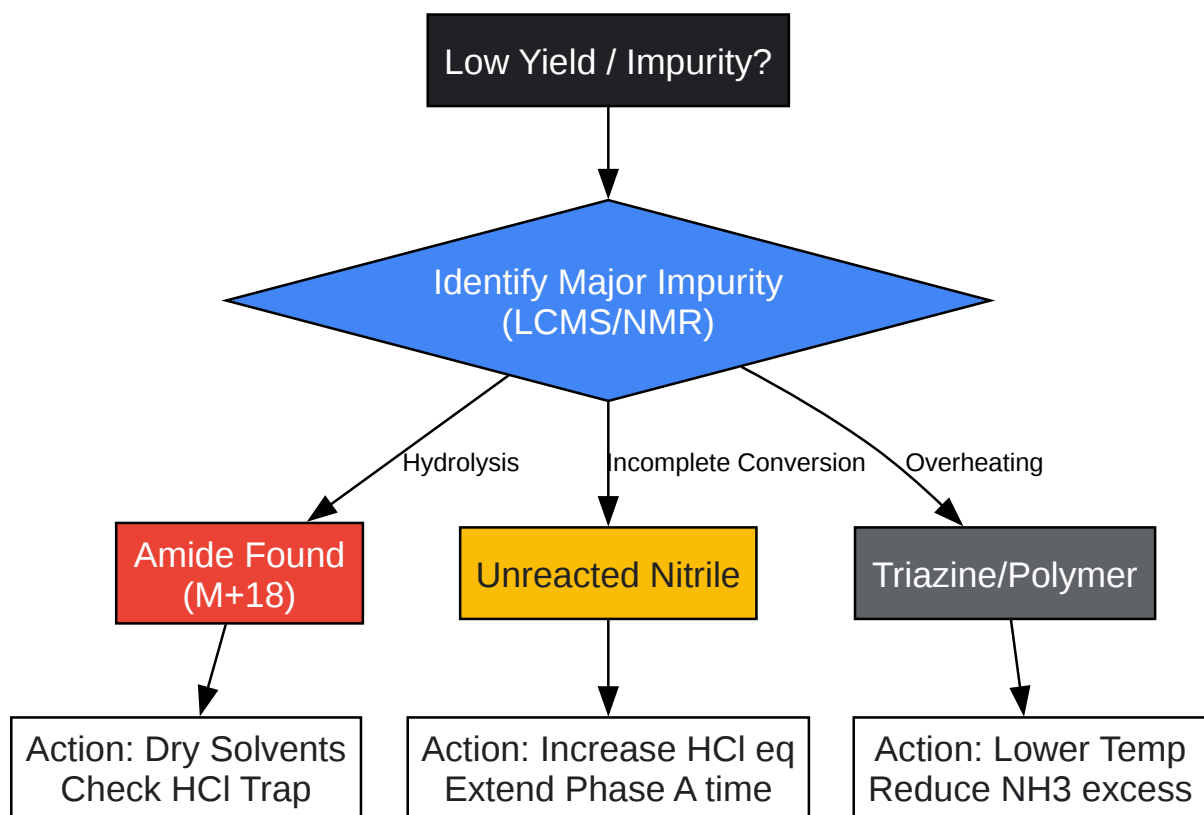 Low Yield / Impurity?
Identify Major Impurity
(LCMS/NMR)
Hydrolysis
Incomplete Conversion
Overheating
Amide Found
(M+18)
Unreacted Nitrile
Triazine/Polymer
Action: Dry Solvents
Check HCl Trap
Action: Increase HCl eq
Extend Phase A time
Action: Lower Temp
Reduce NH3 excess